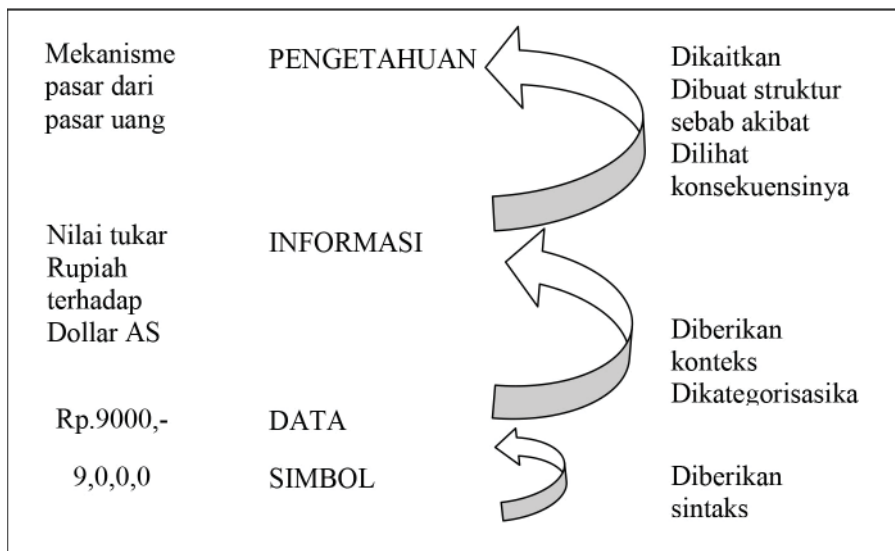 Mekanisme
pasar dari
pasar uang
PENGETAHUAN
Dikaitkan
Dibuat struktur
sebab akibat
Dilihat
konsekuensinya
Nilai tukar
Rupiah
terhadap
Dollar AS
INFORMASI
Diberikan
konteks
Dikategorisasika
Rp.9000,-
DATA
9,0,0,0
SIMBOL
Diberikan
sintaks